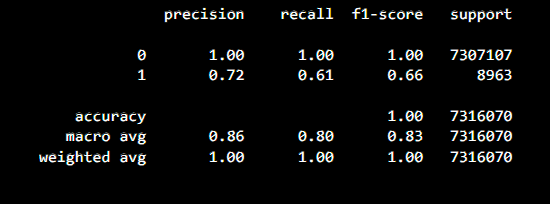 precision recall f1-score support
0 1.00 1.00 1.00 7307107
1 0.72 0.61 0.66 8963
accuracy 1.00 7316070
macro avg 0.86 0.80 0.83 7316070
weighted avg 1.00 1.00 1.00 7316070